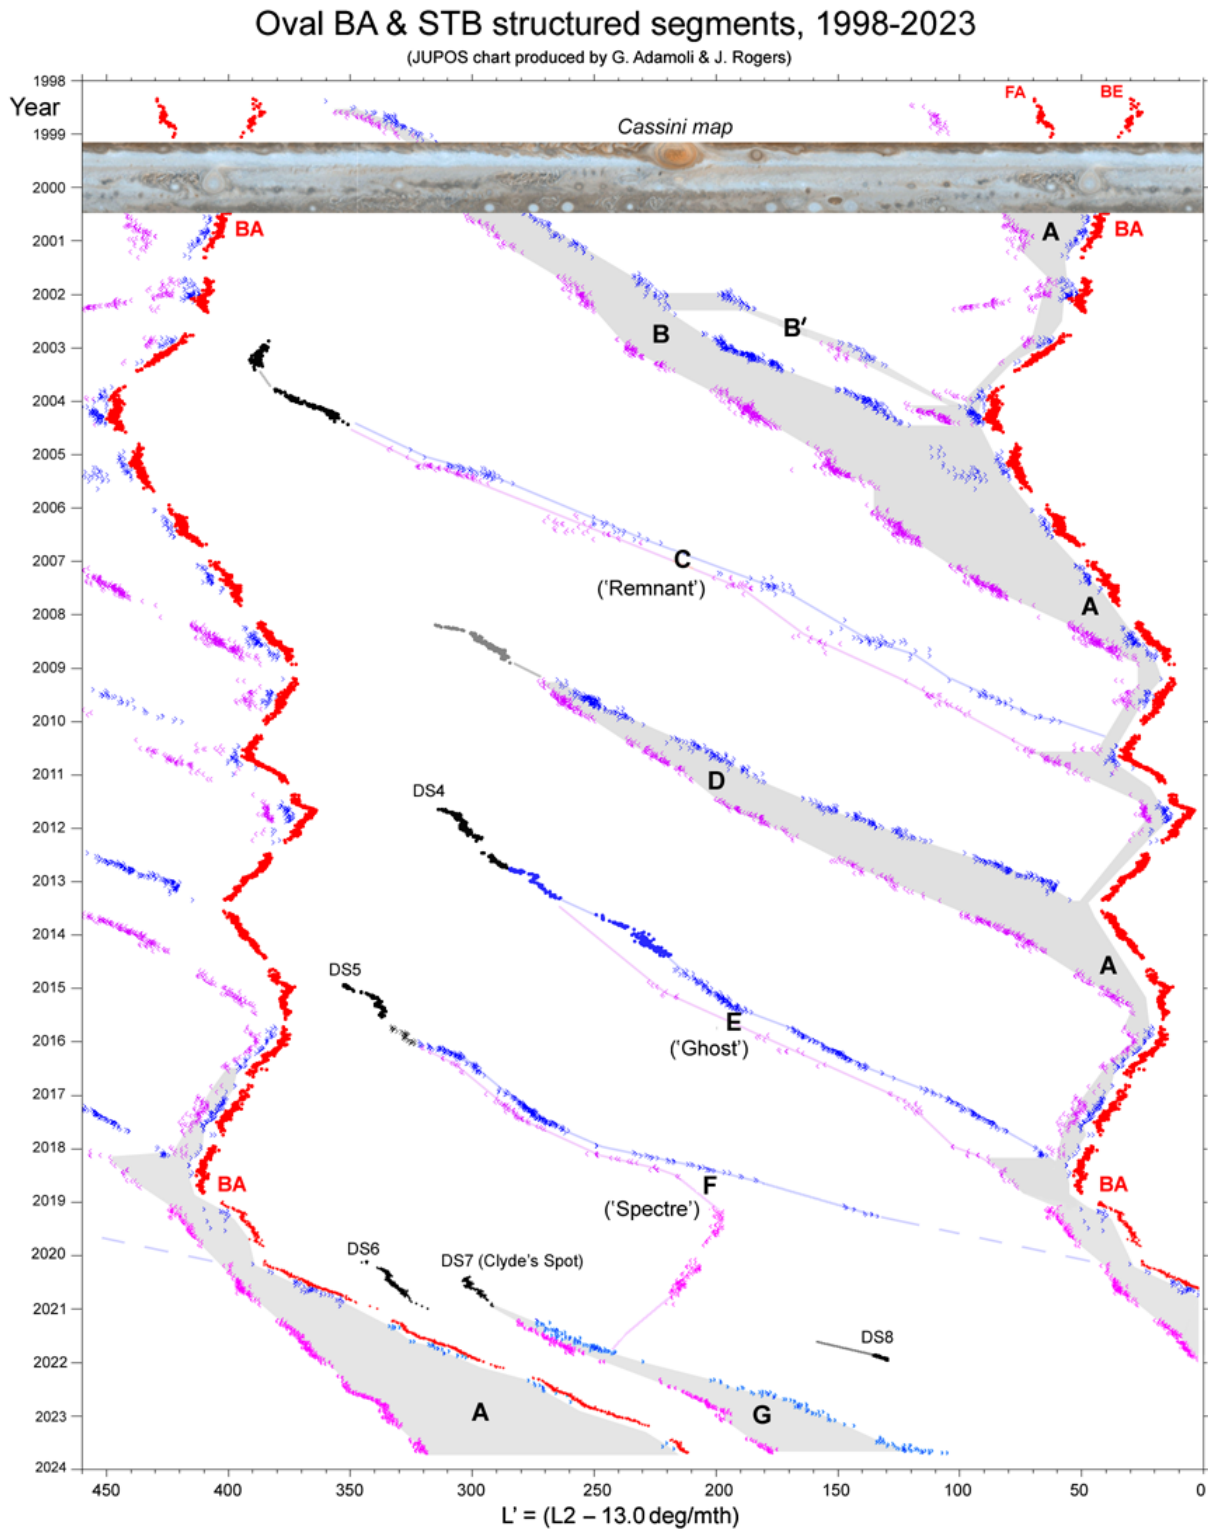 Oval BA & STB structured segments, 1998-2023
(JUPOS chart produced by G. Adamoli & J. Rogers)
1998
Year
FA
BE
1999
Cassini map
2000
BA
A
BA
2001
2002
B
B′
2003
2004
2005
2006
2007
C
('Remnant')
A
2008
2009
2010
D
2011
DS4
2012
2013
2014
A
DS5
2015
E
2016
('Ghost')
2017
2018
BA
F
BA
2019
('Spectre')
2020
DS6
DS7 (Clyde's Spot)
2021
DS8
2022
A
G
2023
2024
450 400 350 300 250 200 150 100 50 0
L' = (L2 – 13.0 deg/mth)